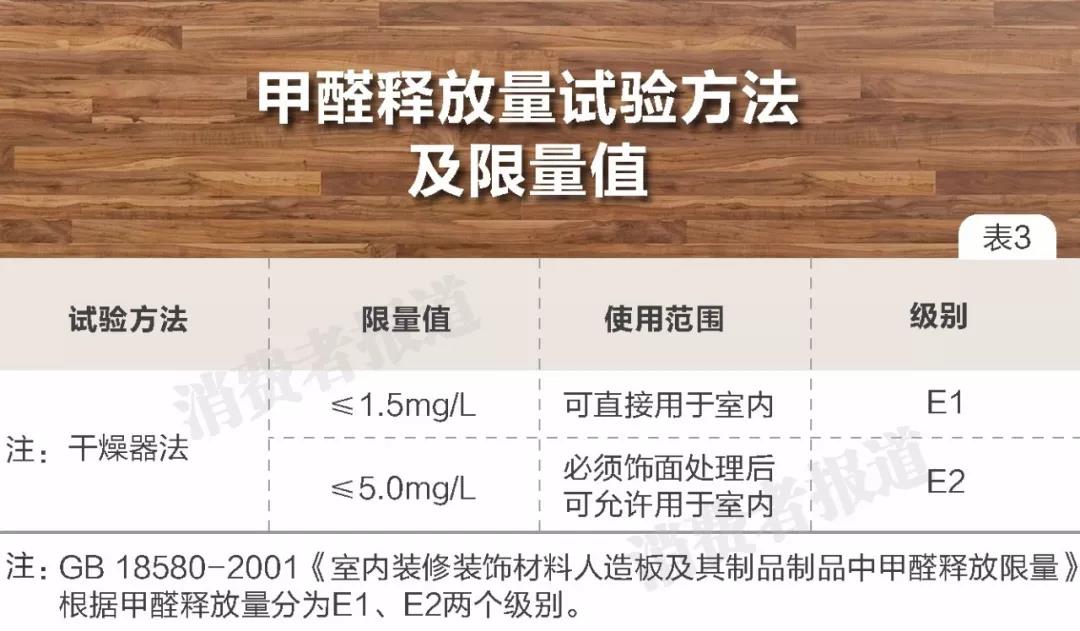 甲醛释放量试验方法
及限量值
表3
试验方法 限量值 使用范围 级别
≤1.5mg/L 可直接用于室内 E1
注：干燥器法
≤5.0mg/L 必须饰面处理后 E2
可允许用于室内
注：GB 18580-2001《室内装修装饰材料人造板及其制品制品中甲醛释放限量》
根据甲醛释放量分为E1、E2两个级别。
消费者报道
消费者报道